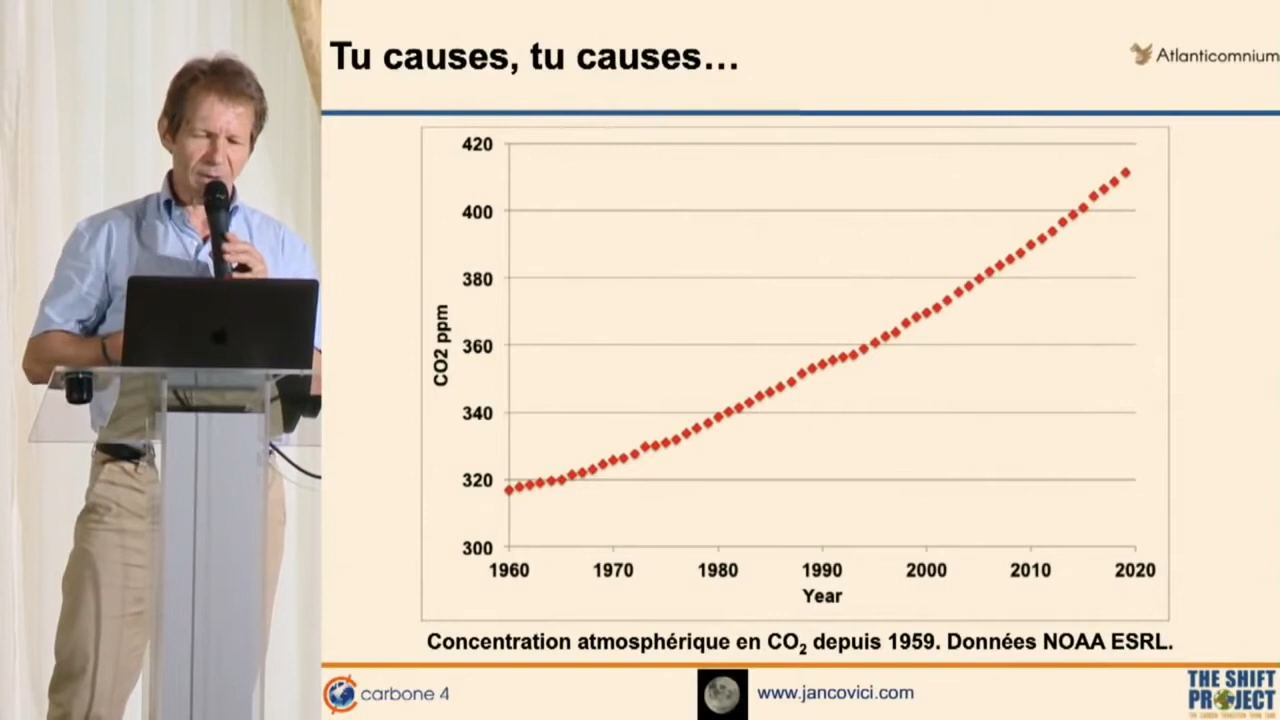 Tu causes, tu causes…
Atlanticomnium
420
400
380
360
340
320
300
CO2 ppm
1960 1970 1980 1990 2000 2010 2020
Year
Concentration atmosphérique en CO₂ depuis 1959. Données NOAA ESRL.
carbone 4
www.jancovici.com
THE SHIFT
PROJECT